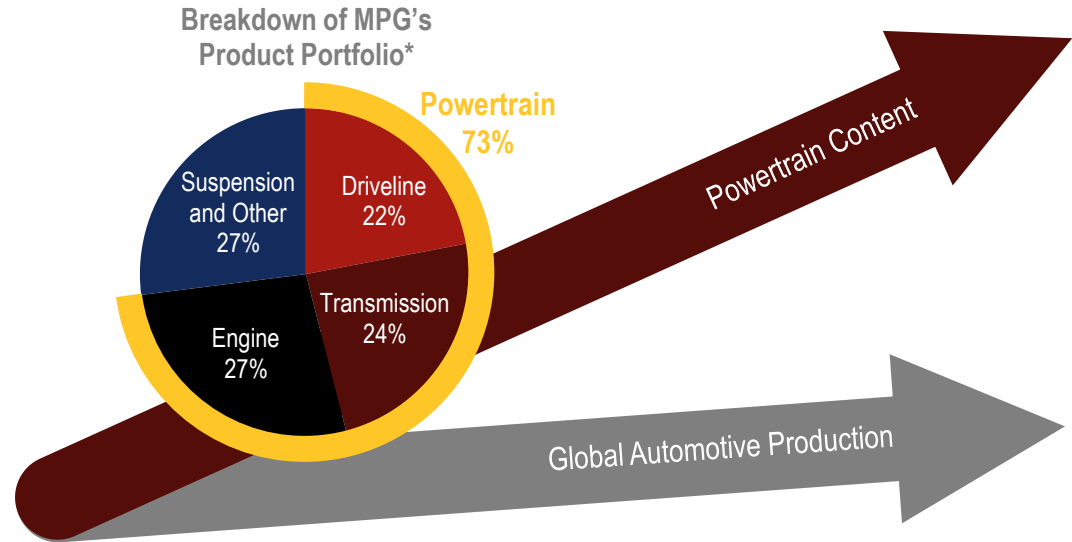 Breakdown of MPG's
Product Portfolio*
Powertrain
73%
Suspension
and Other
27%
Driveline
22%
Transmission
24%
Engine
27%
Powertrain Content
Global Automotive Production